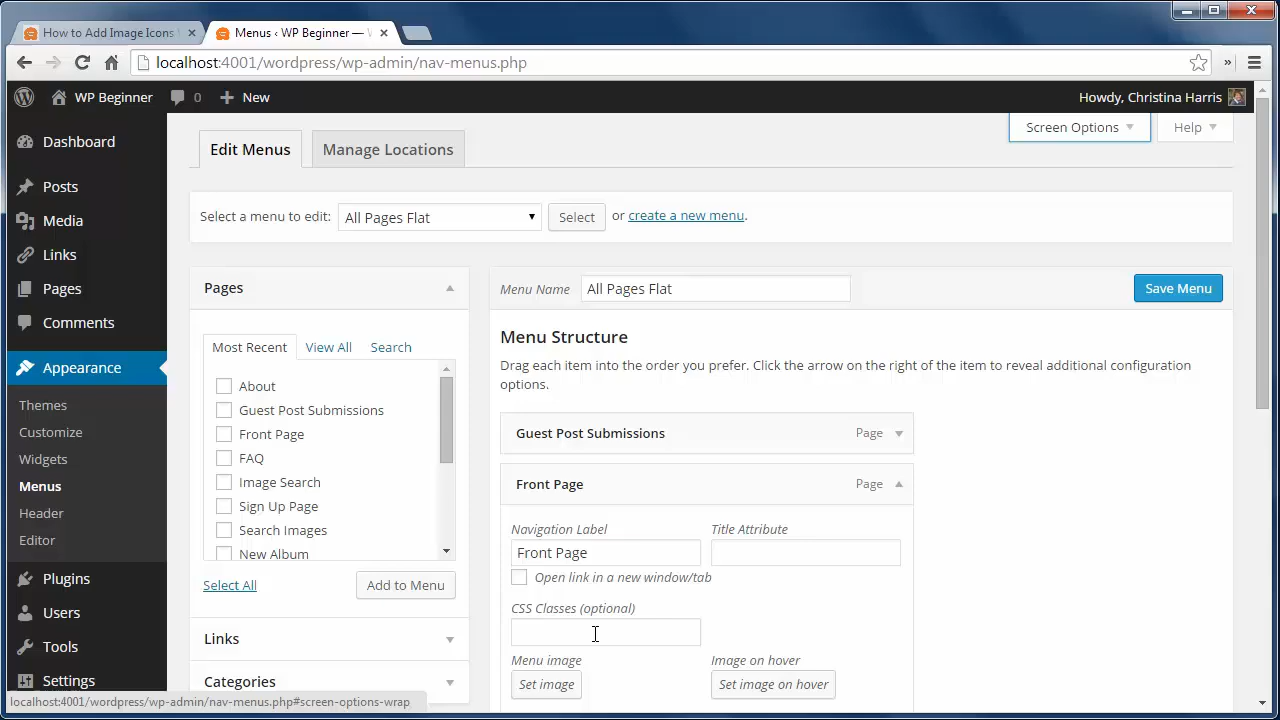 How to Add Image Icons
Menus ‹ WP Beginner —
localhost:4001/wordpress/wp-admin/nav-menus.php
WP Beginner 0 New Howdy, Christina Harris
Screen Options Help
Dashboard
Posts
Media
Links
Pages
Comments
Appearance
Themes
Customize
Widgets
Menus
Header
Editor
Plugins
Users
Tools
Settings
Edit Menus Manage Locations
Select a menu to edit: All Pages Flat Select or create a new menu.
Pages
Most Recent View All Search
About
Guest Post Submissions
Front Page
FAQ
Image Search
Sign Up Page
Search Images
New Album
Select All Add to Menu
Links
Categories
Menu Name All Pages Flat Save Menu
Menu Structure
Drag each item into the order you prefer. Click the arrow on the right of the item to reveal additional configuration
options.
Guest Post Submissions Page
Front Page Page
Navigation Label Title Attribute
Front Page
Open link in a new window/tab
CSS Classes (optional)
Menu image Image on hover
Set image Set image on hover
localhost:4001/wordpress/wp-admin/nav-menus.php#screen-options-wrap